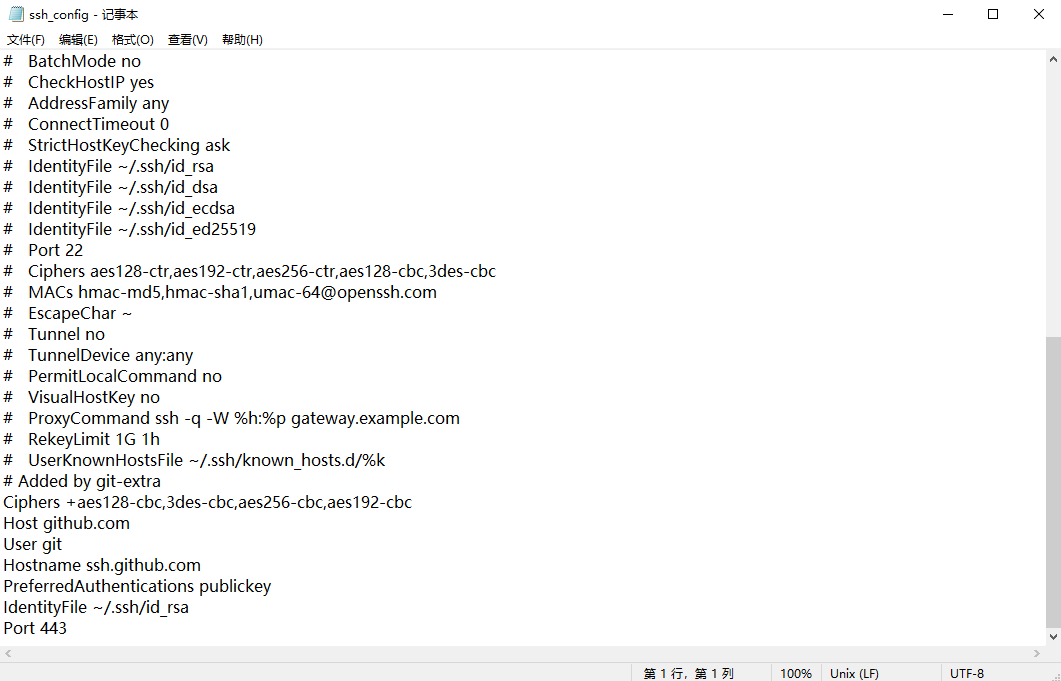 ssh_config - 记事本
文件(F) 编辑(E) 格式(O) 查看(V) 帮助(H)
# BatchMode no
# CheckHostIP yes
# AddressFamily any
# ConnectTimeout 0
# StrictHostKeyChecking ask
# IdentityFile ~/.ssh/id_rsa
# IdentityFile ~/.ssh/id_dsa
# IdentityFile ~/.ssh/id_ecdsa
# IdentityFile ~/.ssh/id_ed25519
# Port 22
# Ciphers aes128-ctr,aes192-ctr,aes256-ctr,aes128-cbc,3des-cbc
# MACs hmac-md5,hmac-sha1,umac-64@openssh.com
# EscapeChar ~
# Tunnel no
# TunnelDevice any:any
# PermitLocalCommand no
# VisualHostKey no
# ProxyCommand ssh -q -W %h:%p gateway.example.com
# RekeyLimit 1G 1h
# UserKnownHostsFile ~/.ssh/known_hosts.d/%k
# Added by git-extra
Ciphers +aes128-cbc,3des-cbc,aes256-cbc,aes192-cbc
Host github.com
User git
Hostname ssh.github.com
PreferredAuthentications publickey
IdentityFile ~/.ssh/id_rsa
Port 443
第 1 行，第 1 列 100% Unix (LF) UTF-8